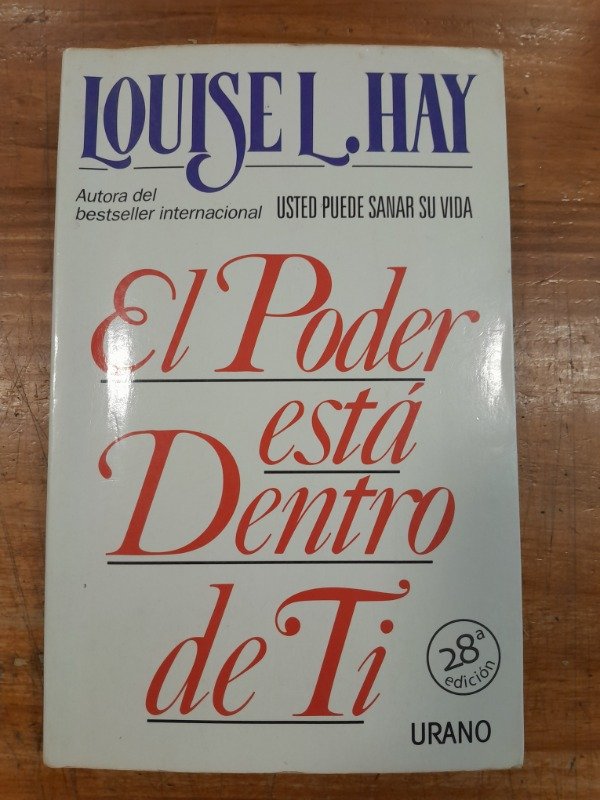 LOUISE L. HAY
Autora del
bestseller internacional USTED PUEDE SANAR SU VIDA
El Poder
está
Dentro
de Ti
28ª
edición
URANO